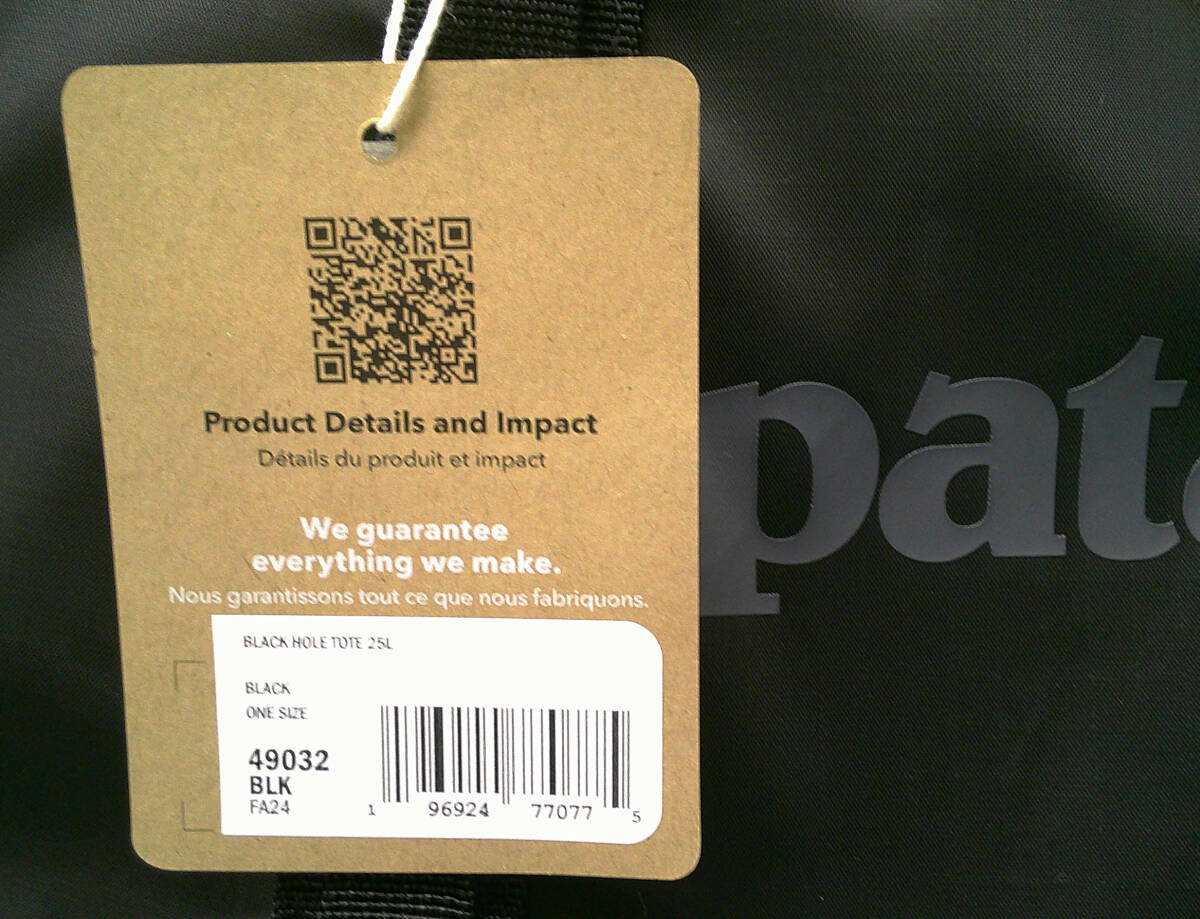 Product Details and Impact
Détails du produit et impact
We guarantee
everything we make.
Nous garantissons tout ce que nous fabriquons.
BLACK HOLE TOTE 25L
BLACK
ONE SIZE
49032
BLK
FA24
1 96924 77077 5
pat